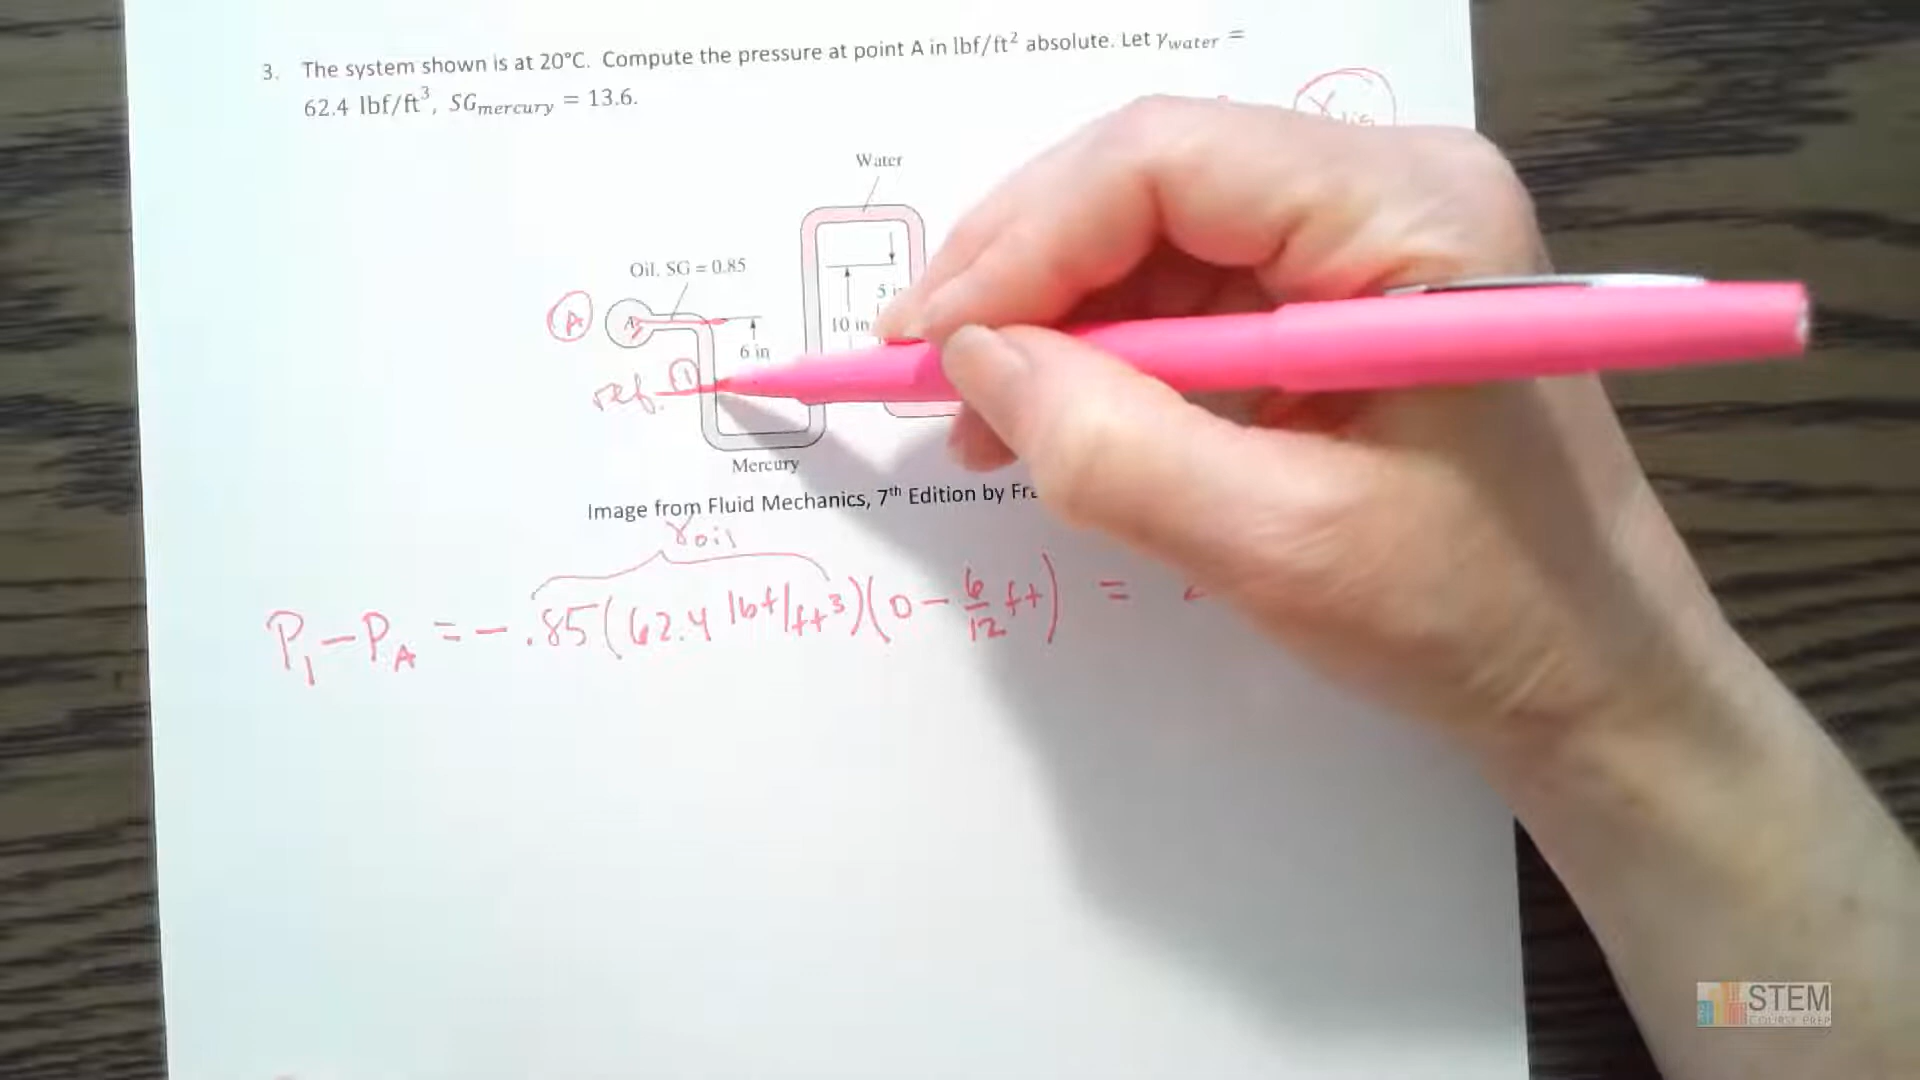 3. The system shown is at 20°C. Compute the pressure at point A in lbf/ft² absolute. Let γwater =
62.4 lbf/ft³, SGmercury = 13.6.
Water
Oil, SG = 0.85
A
A
5
10 in
6 in
1
ref.
Mercury
Image from Fluid Mechanics, 7th Edition by
γoil
P₁ − PA = − .85(62.4 lbf/ft³)(0 − 6/12 ft) =
STEM
COURSE PREP